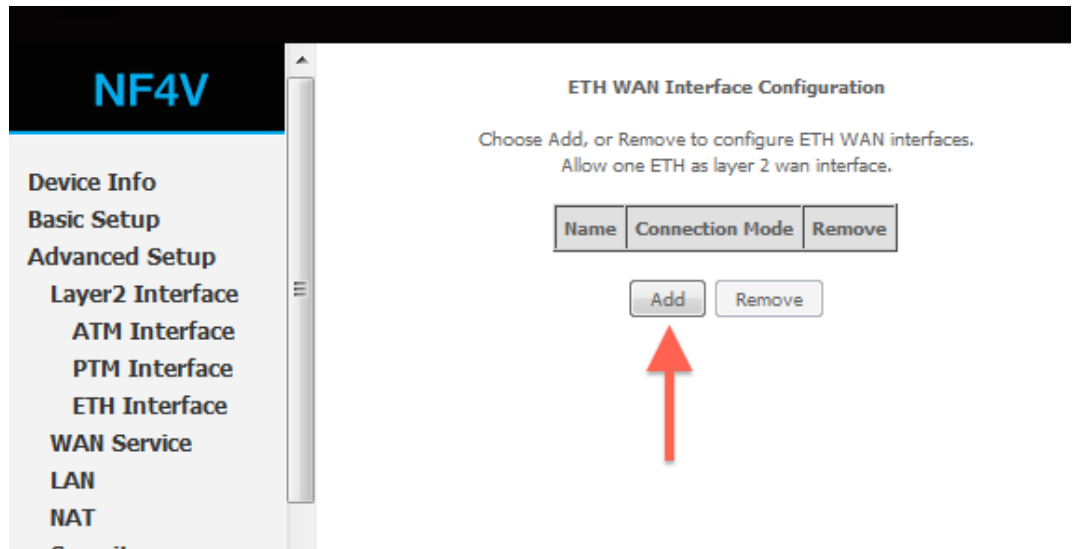 NF4V
Device Info
Basic Setup
Advanced Setup
Layer2 Interface
ATM Interface
PTM Interface
ETH Interface
WAN Service
LAN
NAT
ETH WAN Interface Configuration
Choose Add, or Remove to configure ETH WAN interfaces.
Allow one ETH as layer 2 wan interface.
Name Connection Mode Remove
Add Remove